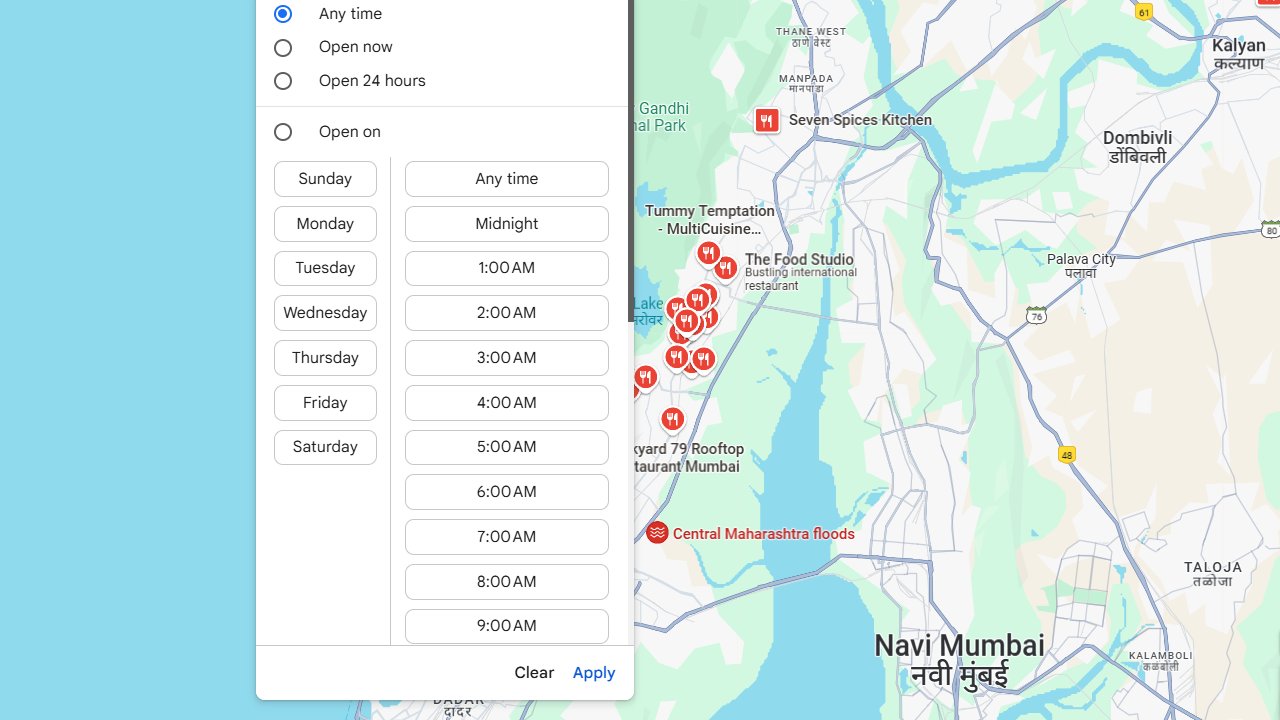 Any time
Open now
Open 24 hours
Open on
Sunday
Monday
Tuesday
Wednesday
Thursday
Friday
Saturday
Any time
Midnight
1:00 AM
2:00 AM
3:00 AM
4:00 AM
5:00 AM
6:00 AM
7:00 AM
8:00 AM
9:00 AM
Clear
Apply
THANE WEST
ठाणे वेस्ट
61
Kalyan
कल्याण
MANPADA
मानपाडा
Gandhi
nal Park
Seven Spices Kitchen
Dombivli
डोंबिवली
Tummy Temptation
- MultiCuisine...
80
The Food Studio
Bustling international
restaurant
Palava City
पलावा
Lake
76
kyard 79 Rooftop
taurant Mumbai
48
Central Maharashtra floods
TALOJA
तळोजा
Navi Mumbai
नवी मुंबई
KALAMBOLI
कळंबोली
DADAR
दादर